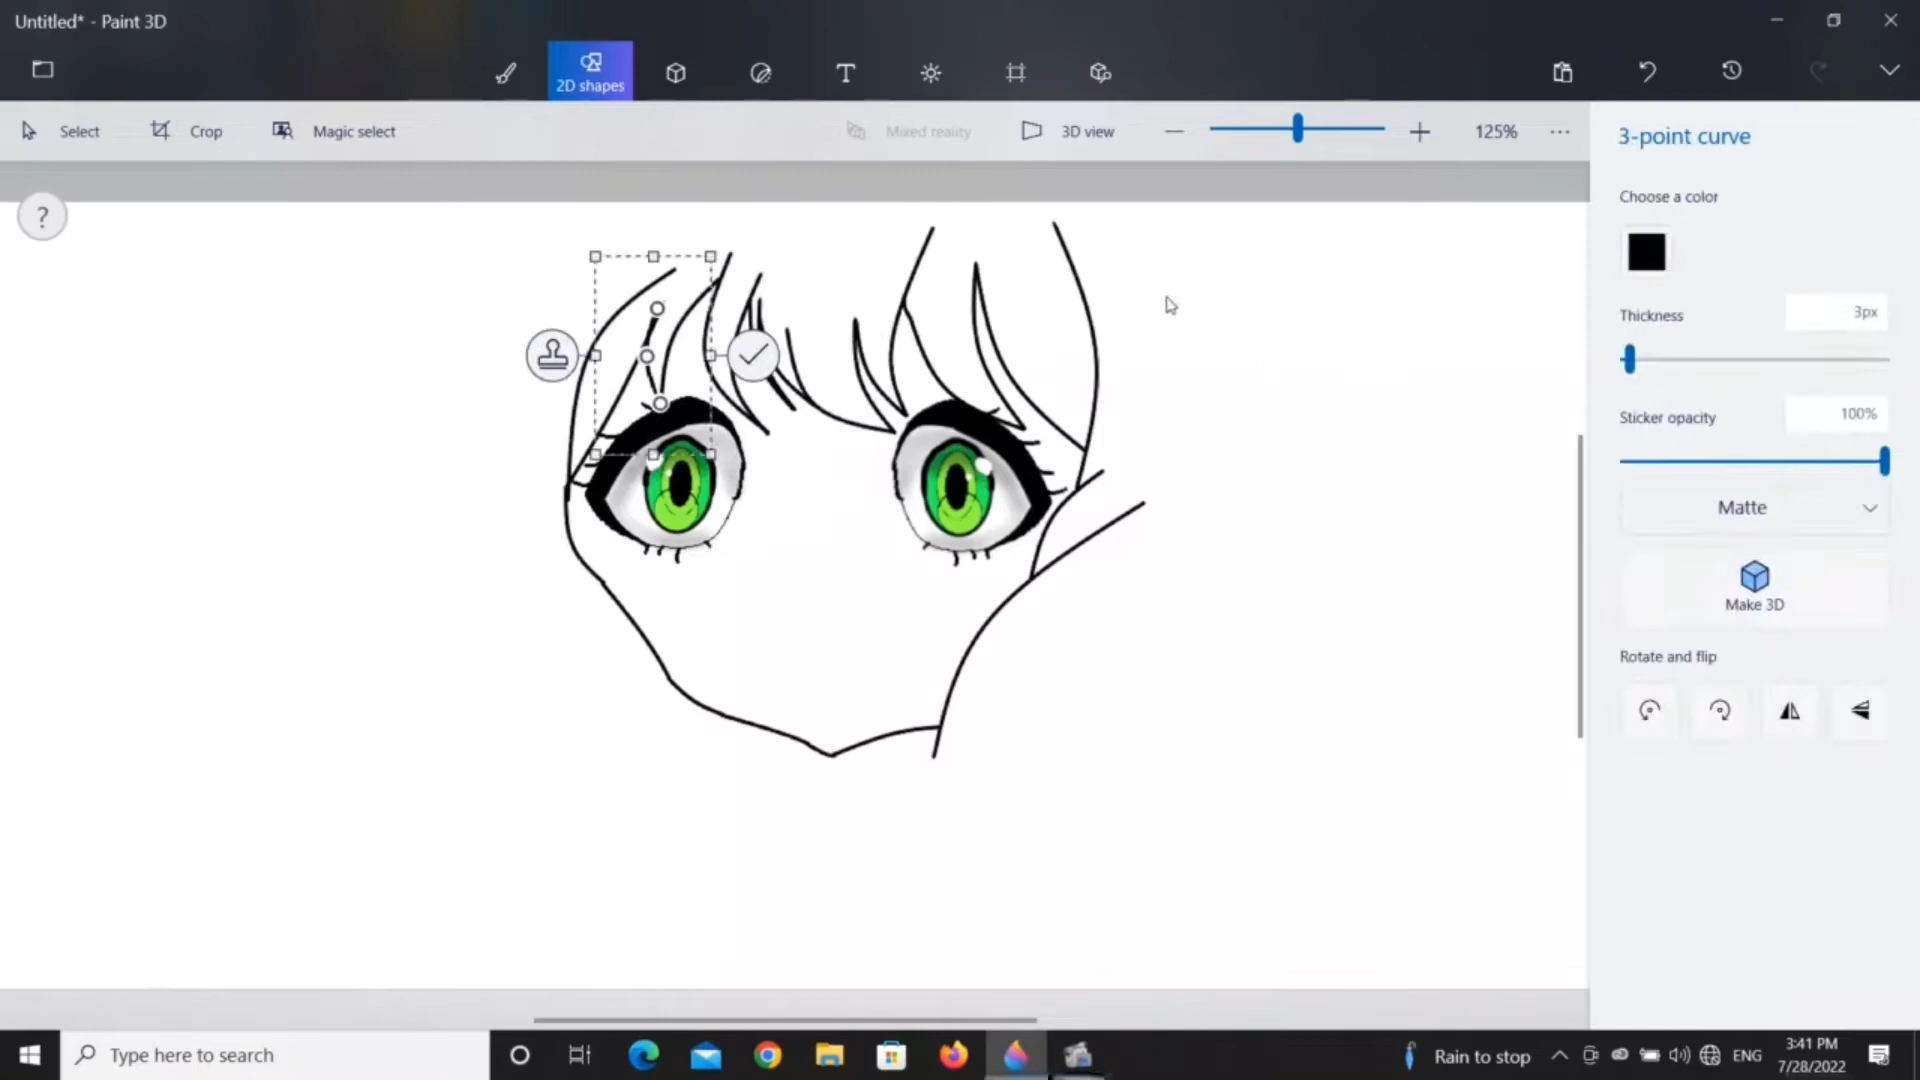 Untitled* - Paint 3D
2D shapes
Select
Crop
Magic select
Mixed reality
3D view
125%
?
3-point curve
Choose a color
Thickness
3px
Sticker opacity
100%
Matte
Make 3D
Rotate and flip
Type here to search
Rain to stop
ENG
3:41 PM
7/28/2022